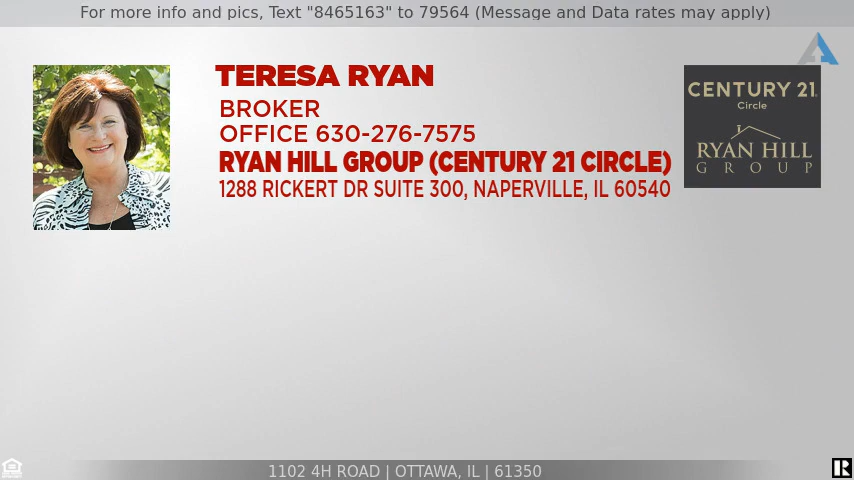 For more info and pics, Text "8465163" to 79564 (Message and Data rates may apply)
TERESA RYAN
BROKER
OFFICE 630-276-7575
RYAN HILL GROUP (CENTURY 21 CIRCLE)
1288 RICKERT DR SUITE 300, NAPERVILLE, IL 60540
CENTURY 21
Circle
RYAN HILL
GROUP
1102 4H ROAD | OTTAWA, IL | 61350